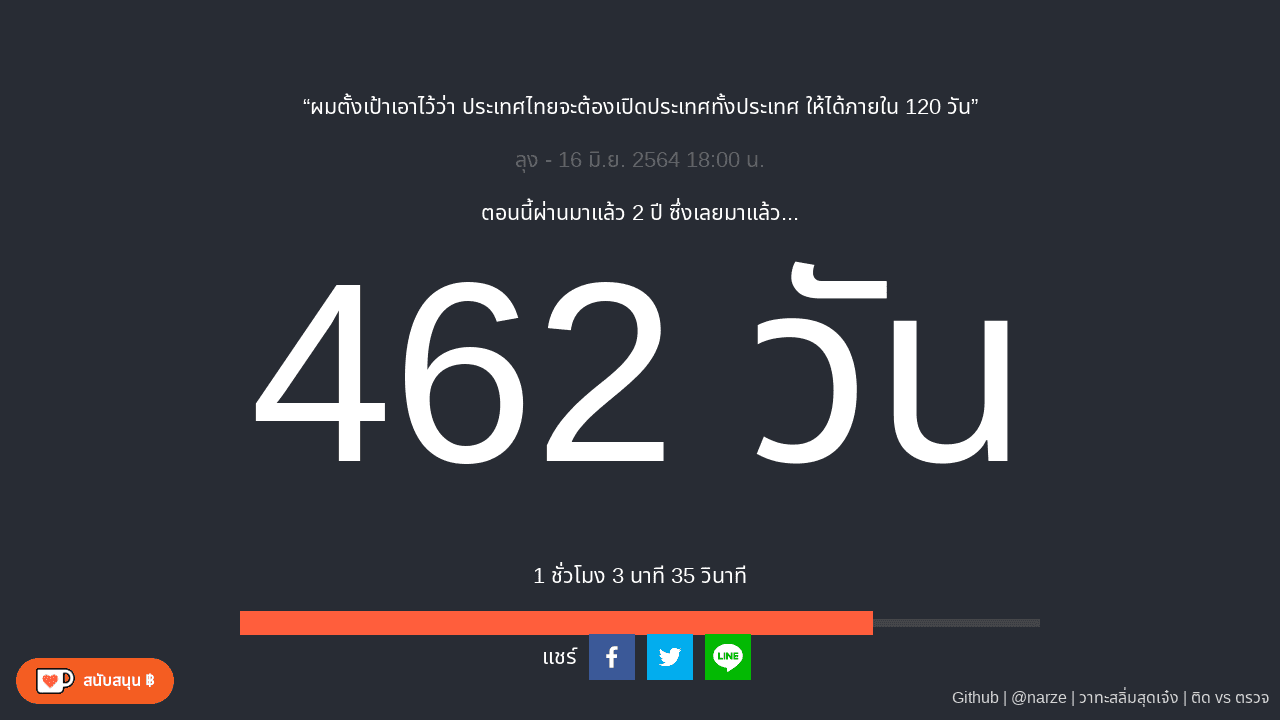 “ผมตั้งเป้าเอาไว้ว่า ประเทศไทยจะต้องเปิดประเทศทั้งประเทศ ให้ได้ภายใน 120 วัน”
ลุง - 16 มิ.ย. 2564 18:00 น.
ตอนนี้ผ่านมาแล้ว 2 ปี ซึ่งเลยมาแล้ว...
462 วัน
1 ชั่วโมง 3 นาที 35 วินาที
แชร์
LINE
สนับสนุน ฿
Github | @narze | วาทะสลิ่มสุดเจ๋ง | ติด vs ตรวจ